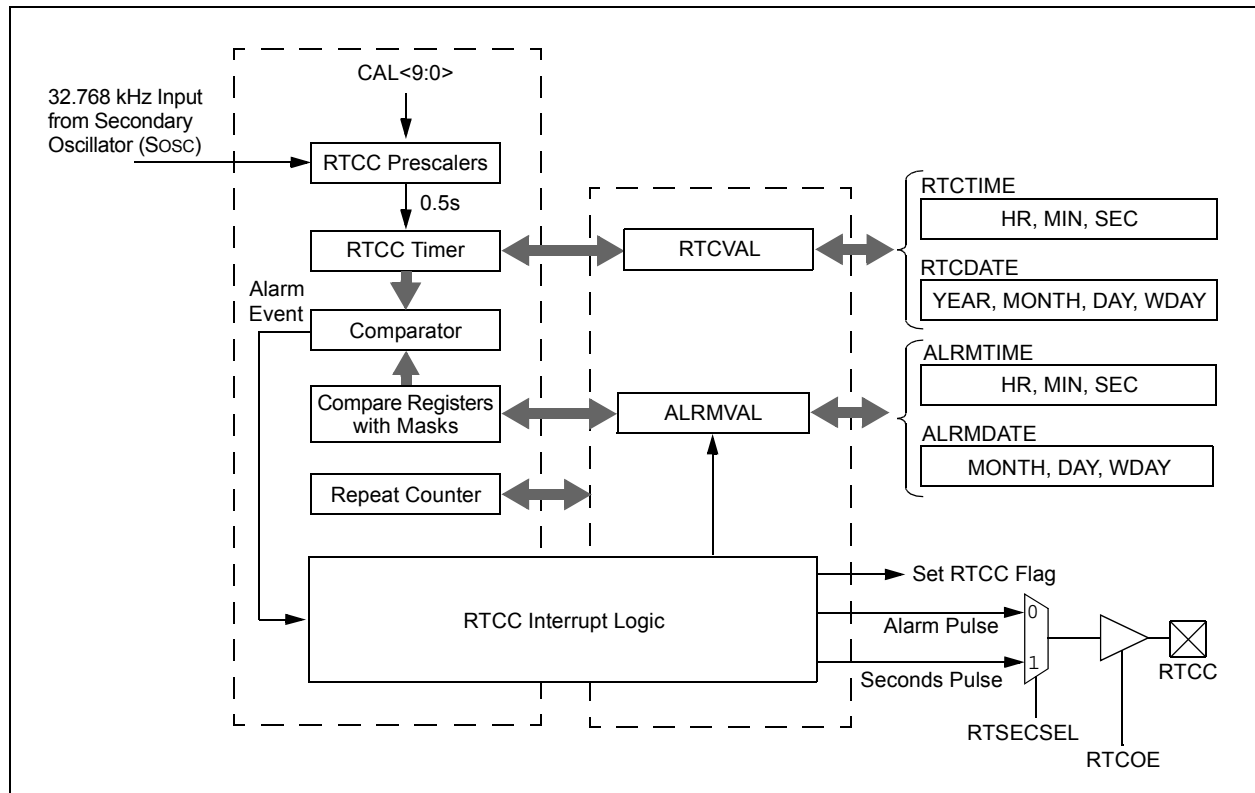 CAL<9:0>
32.768 kHz Input
from Secondary
Oscillator (SOSC)
RTCC Prescalers
0.5s
RTCC Timer
RTCVAL
RTCTIME
HR, MIN, SEC
RTCDATE
YEAR, MONTH, DAY, WDAY
Alarm
Event
Comparator
Compare Registers
with Masks
ALRMVAL
ALRMTIME
HR, MIN, SEC
ALRMDATE
MONTH, DAY, WDAY
Repeat Counter
RTCC Interrupt Logic
Set RTCC Flag
Alarm Pulse
0
Seconds Pulse
1
RTCC
RTSECSEL
RTCOE